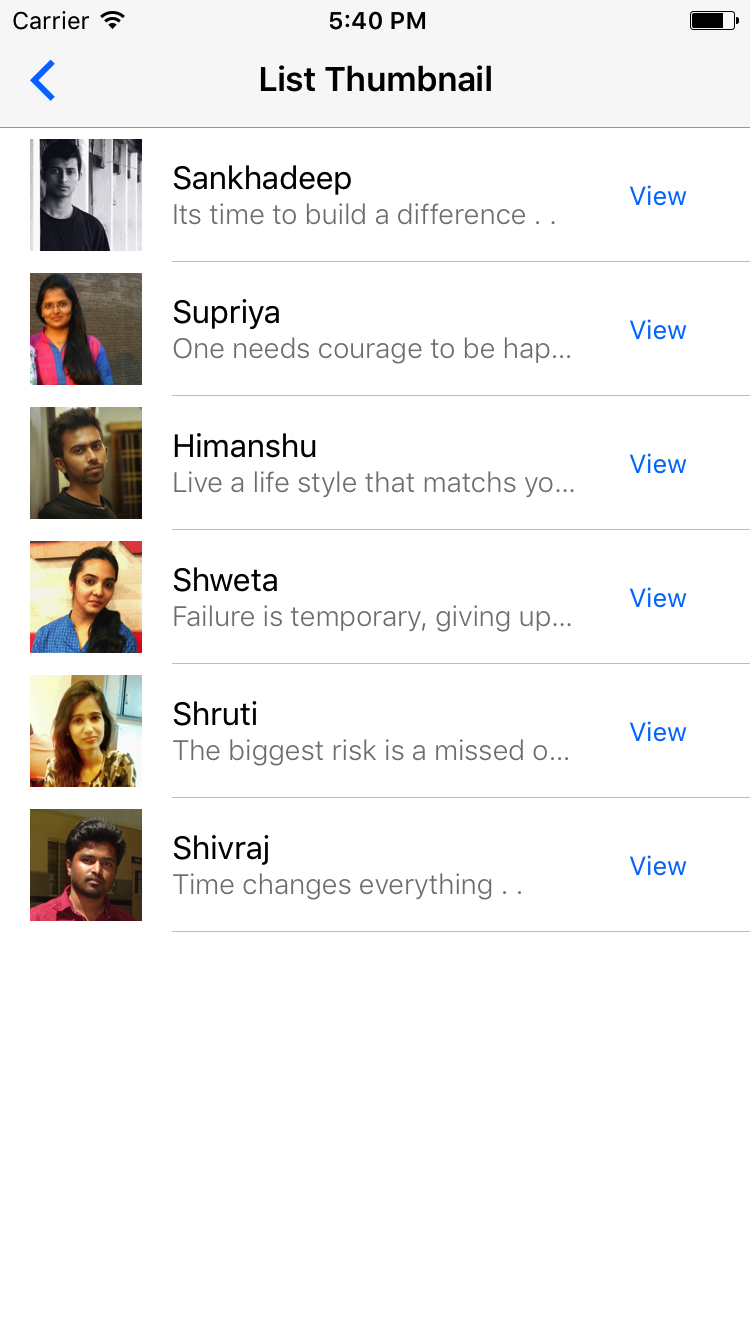 Carrier 5:40 PM
List Thumbnail
Sankhadeep
Its time to build a difference . .
View
Supriya
One needs courage to be hap...
View
Himanshu
Live a life style that matchs yo...
View
Shweta
Failure is temporary, giving up...
View
Shruti
The biggest risk is a missed o...
View
Shivraj
Time changes everything . .
View